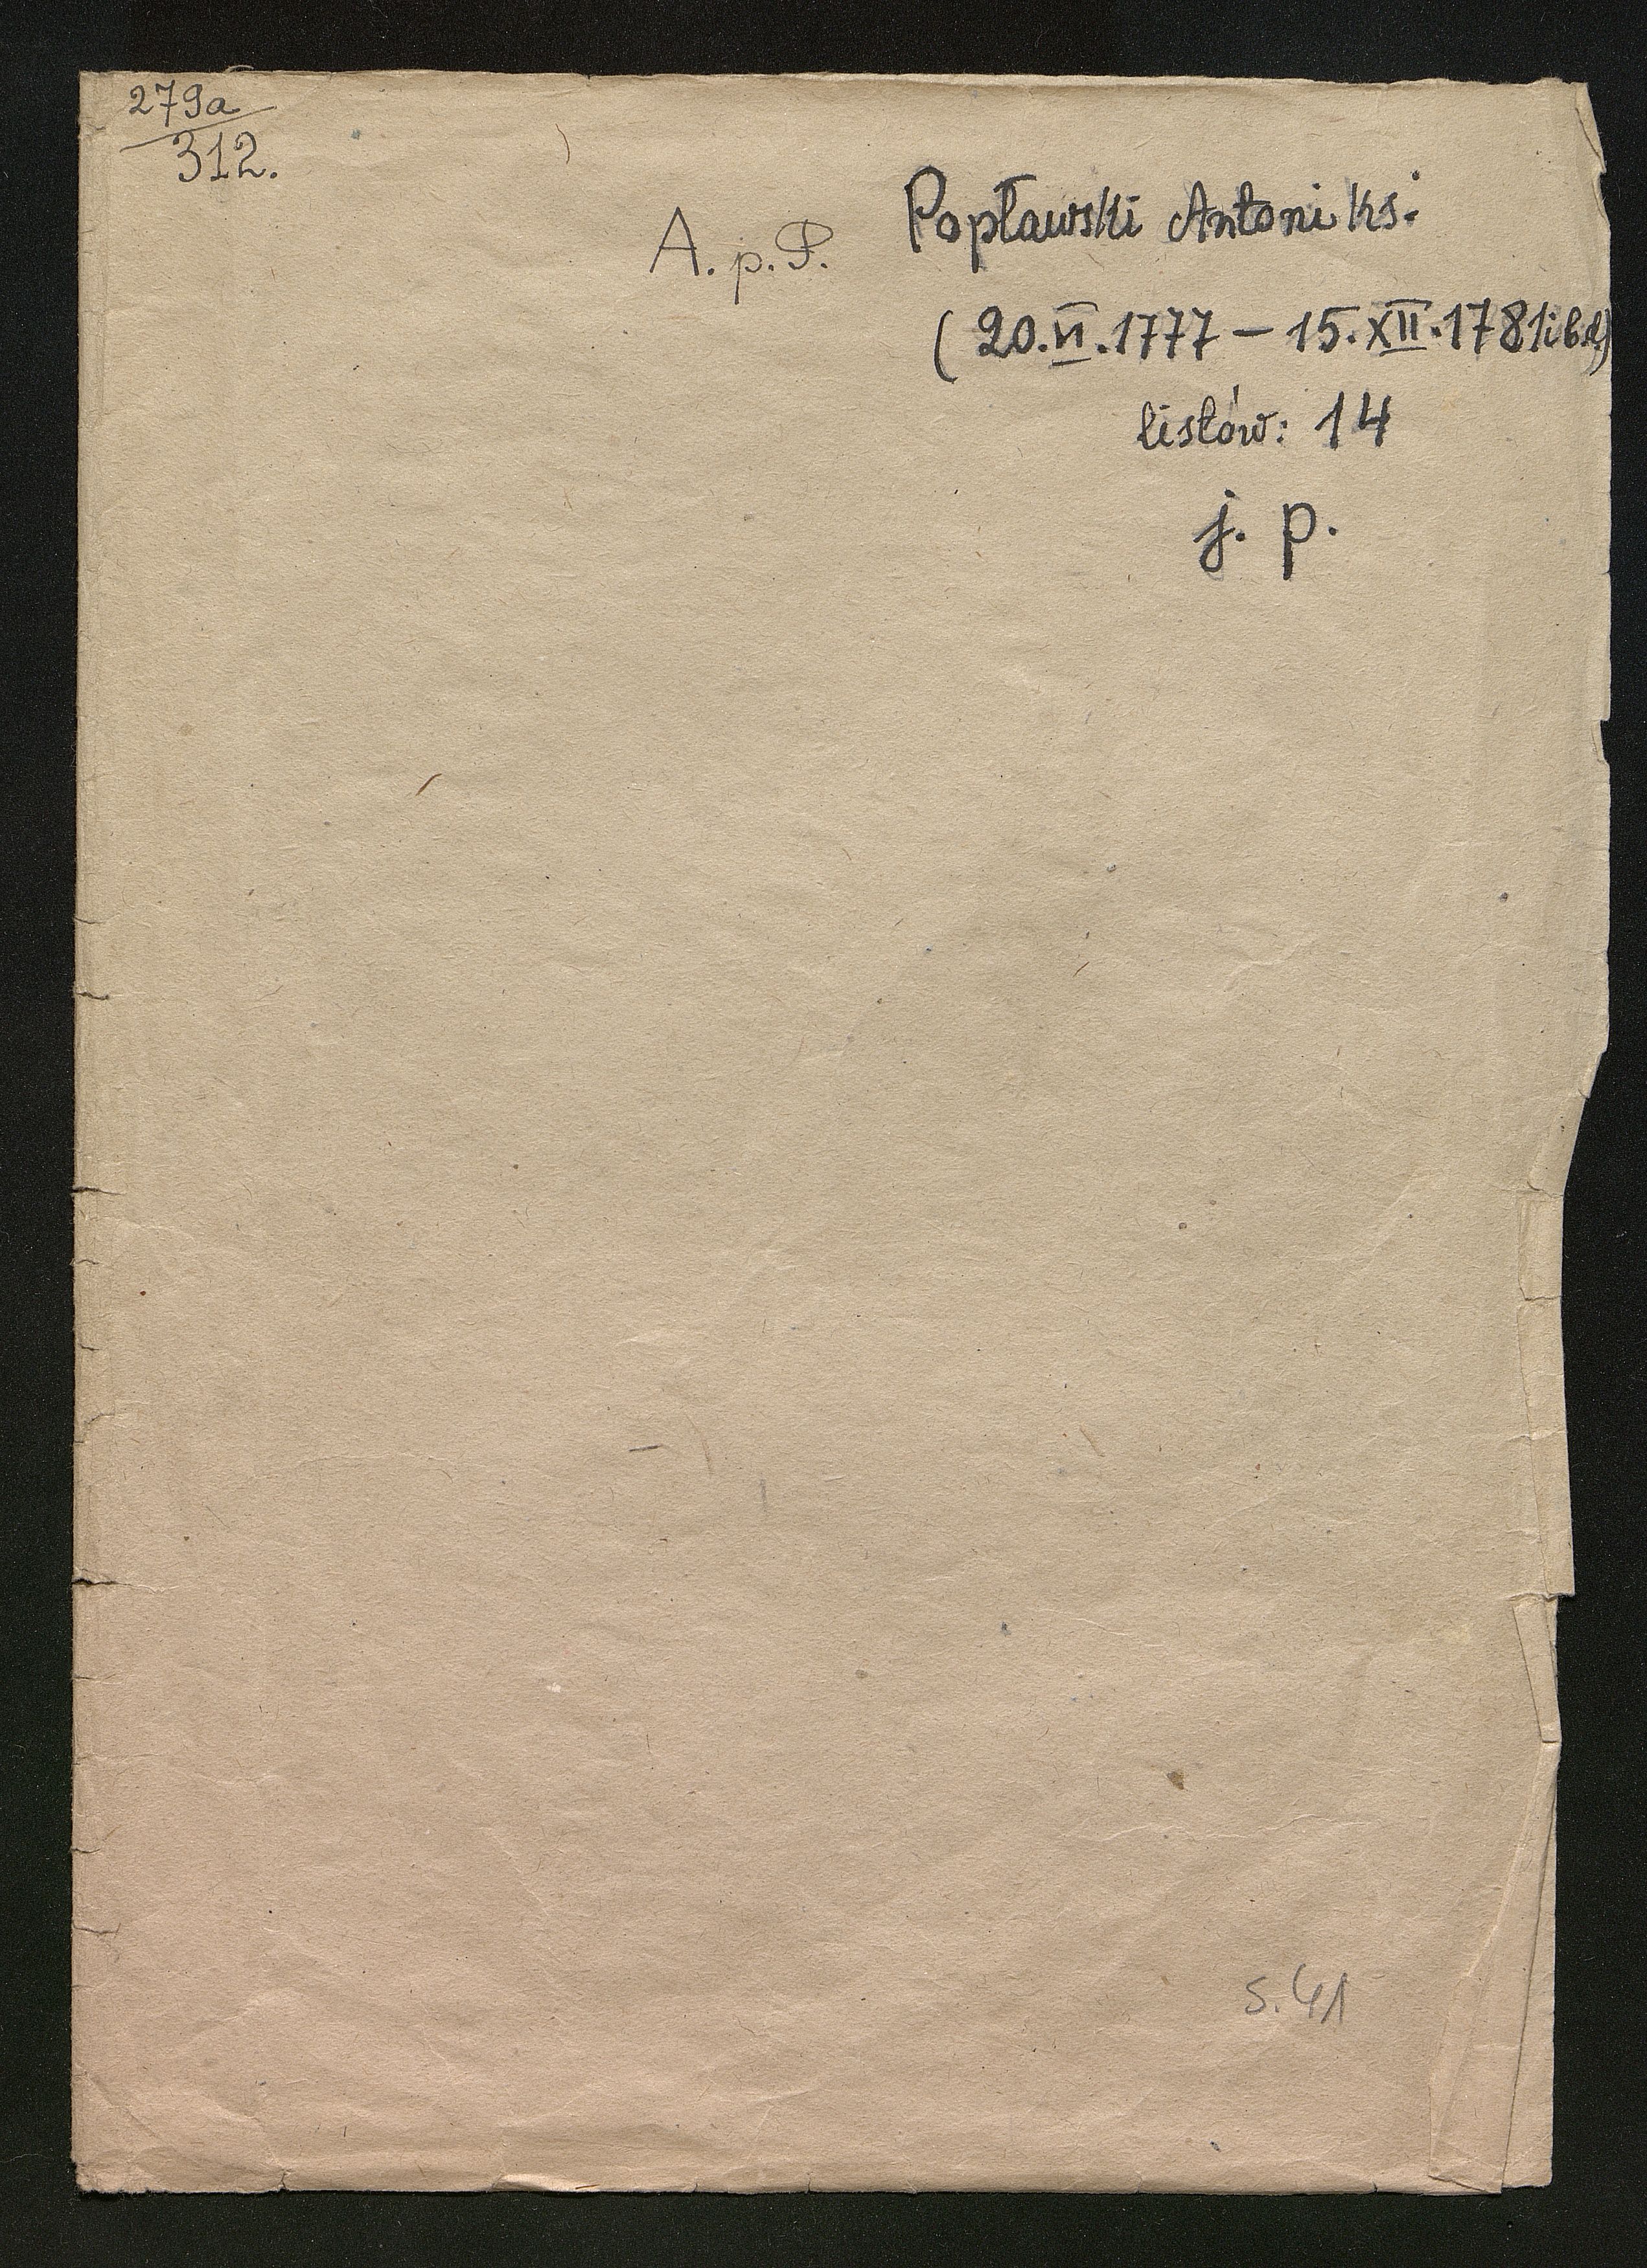 279a
312.
A. p. P. Popławski Antoni ks.
(20.VI.1777 – 15.XII.1781 i b.d.)
listów: 14
j. p.
s. 41